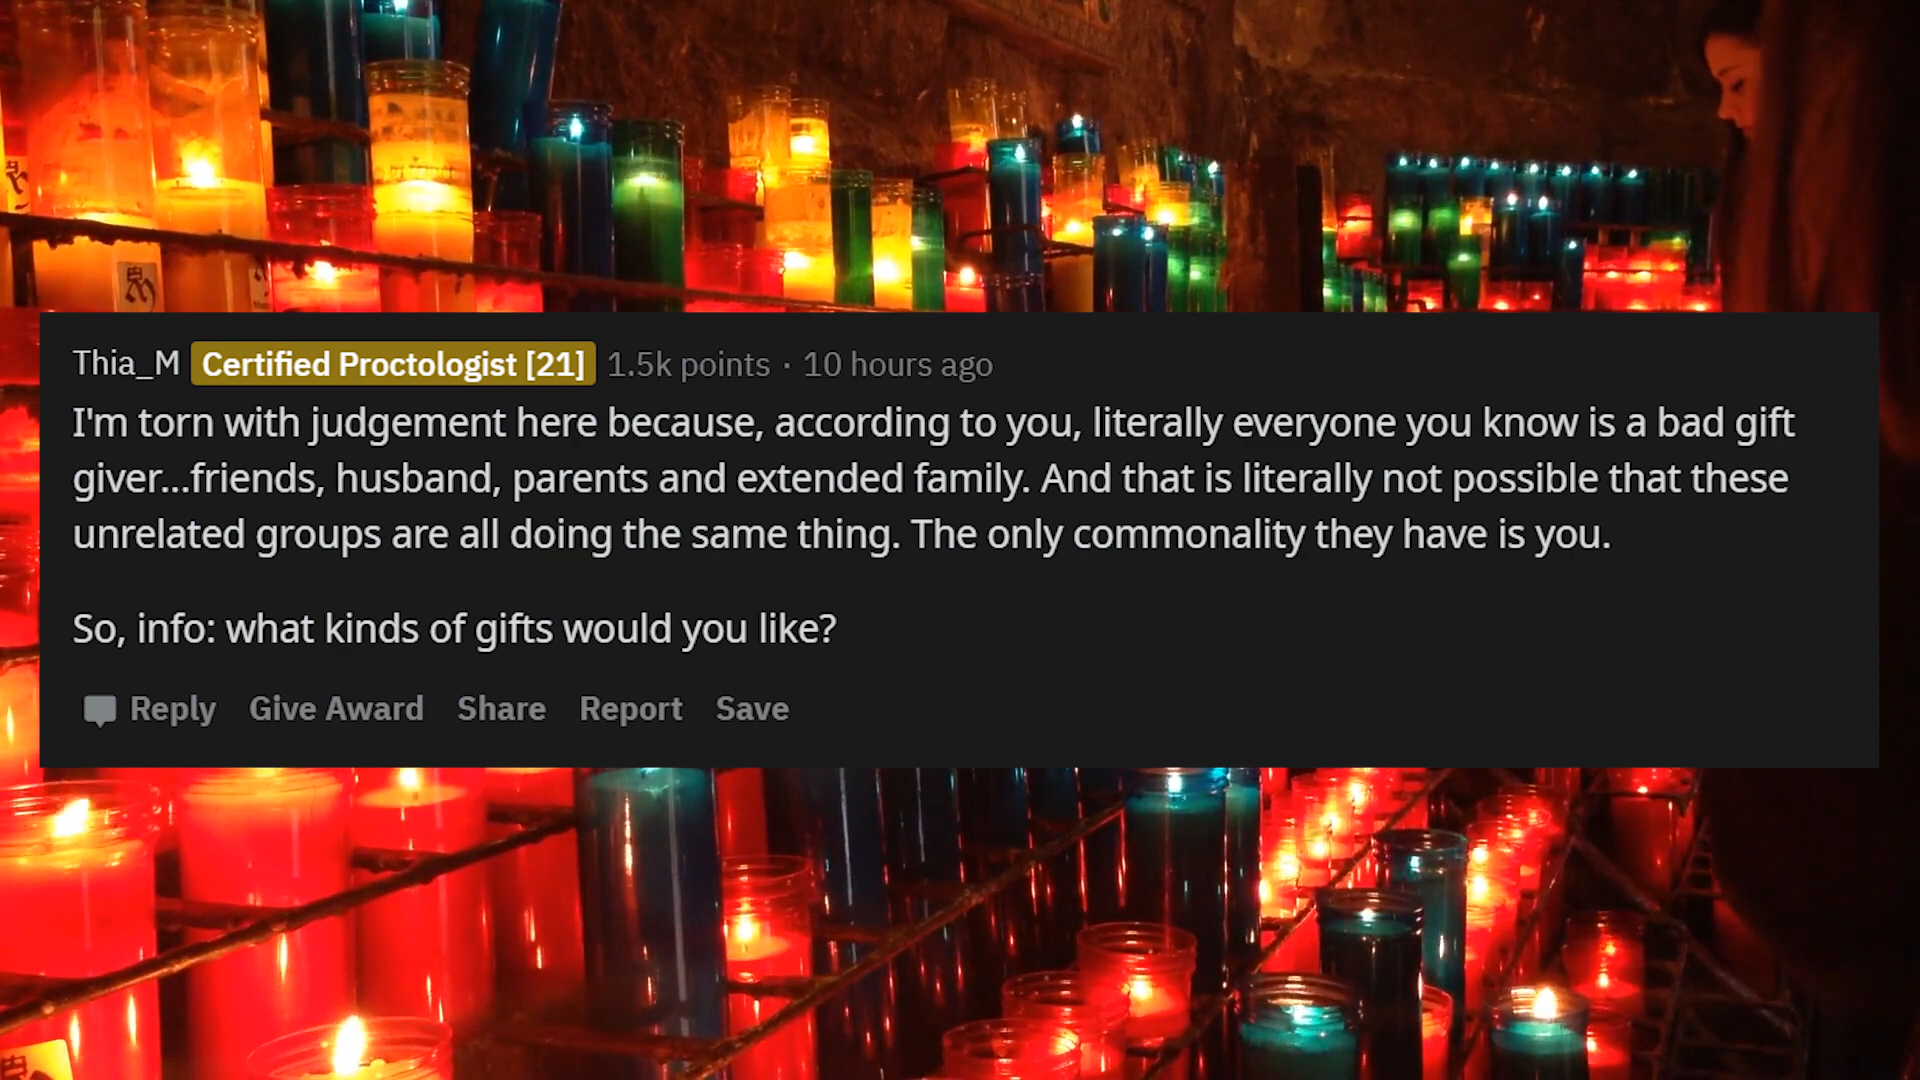 Thia_M Certified Proctologist [21] 1.5k points · 10 hours ago
I'm torn with judgement here because, according to you, literally everyone you know is a bad gift
giver...friends, husband, parents and extended family. And that is literally not possible that these
unrelated groups are all doing the same thing. The only commonality they have is you.
So, info: what kinds of gifts would you like?
Reply Give Award Share Report Save